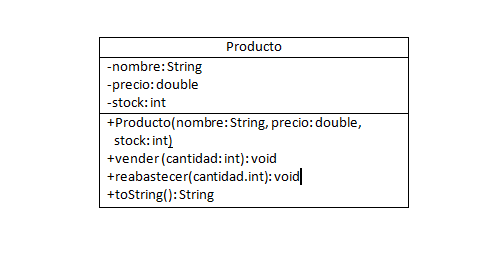 Producto
-nombre: String
-precio: double
-stock: int
+Producto(nombre: String, precio: double,
stock: int)
+vender (cantidad: int): void
+reabastecer(cantidad.int): void
+toString(): String